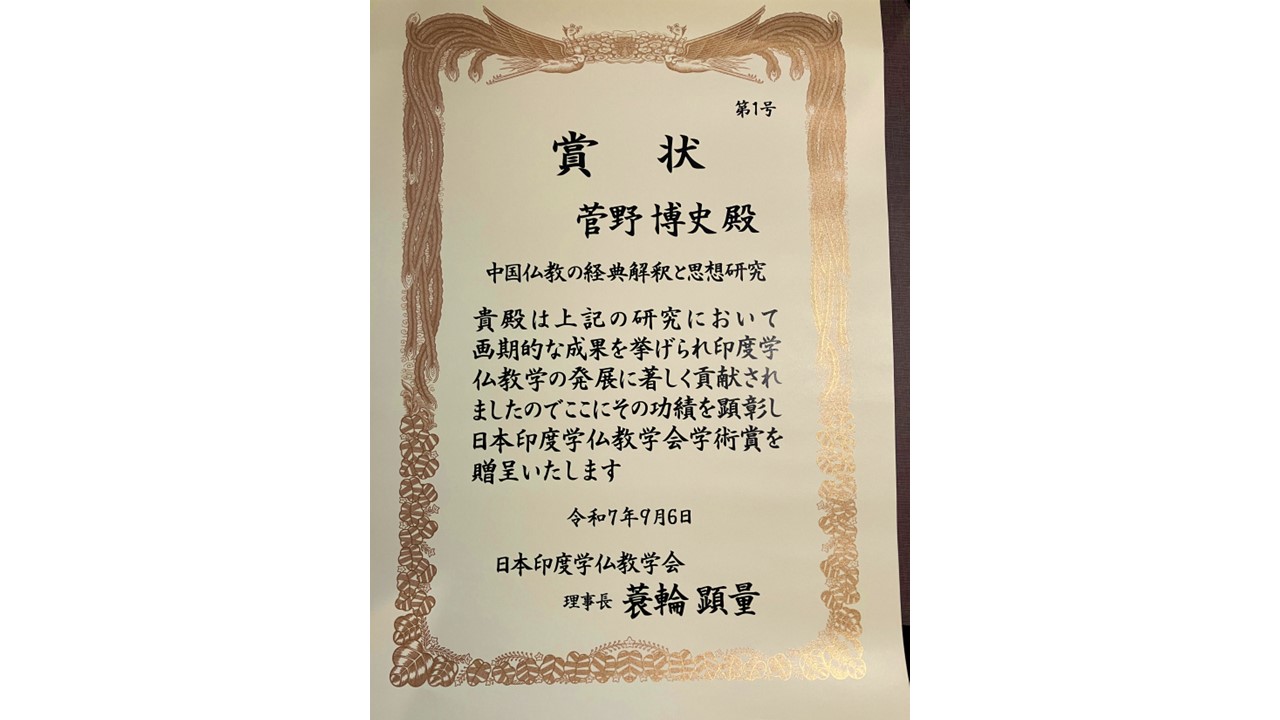 第1号
賞 状
菅野 博史 殿
中国仏教の経典解釈と思想研究
貴殿は上記の研究において
画期的な成果を挙げられ印度学
仏教学の発展に著しく貢献され
ましたのでここにその功績を顕彰し
日本印度学仏教学会学術賞を
贈呈いたします
令和7年9月6日
日本印度学仏教学会
理事長 蓑輪 顕量